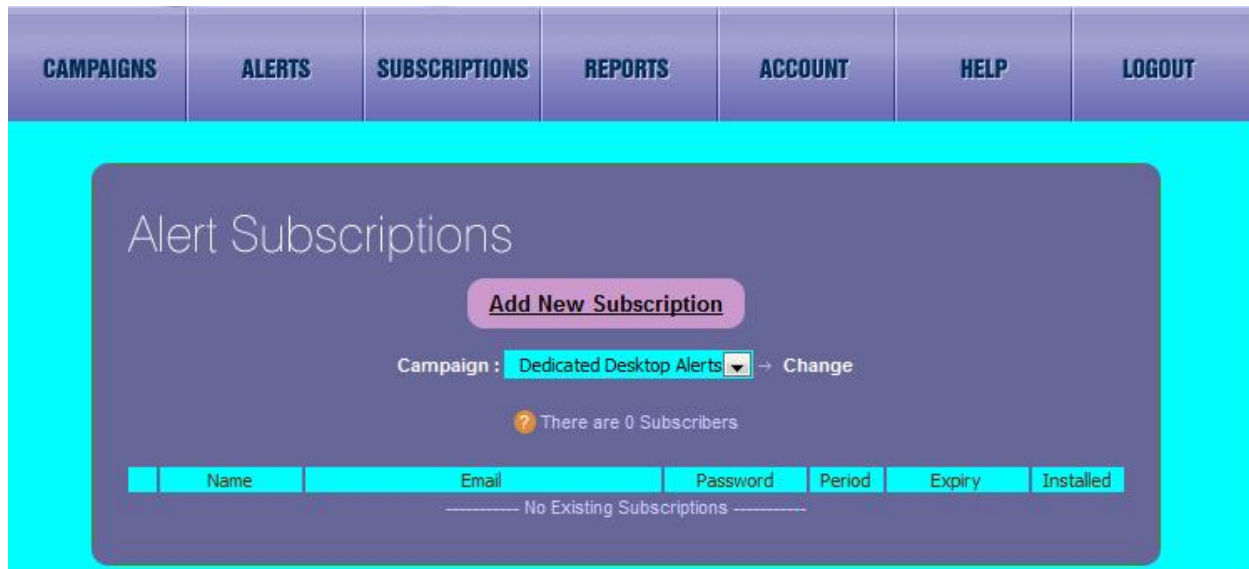 CAMPAIGNS ALERTS SUBSCRIPTIONS REPORTS ACCOUNT HELP LOGOUT
Alert Subscriptions
Add New Subscription
Campaign : Dedicated Desktop Alerts → Change
? There are 0 Subscribers
Name Email Password Period Expiry Installed
----------- No Existing Subscriptions -----------